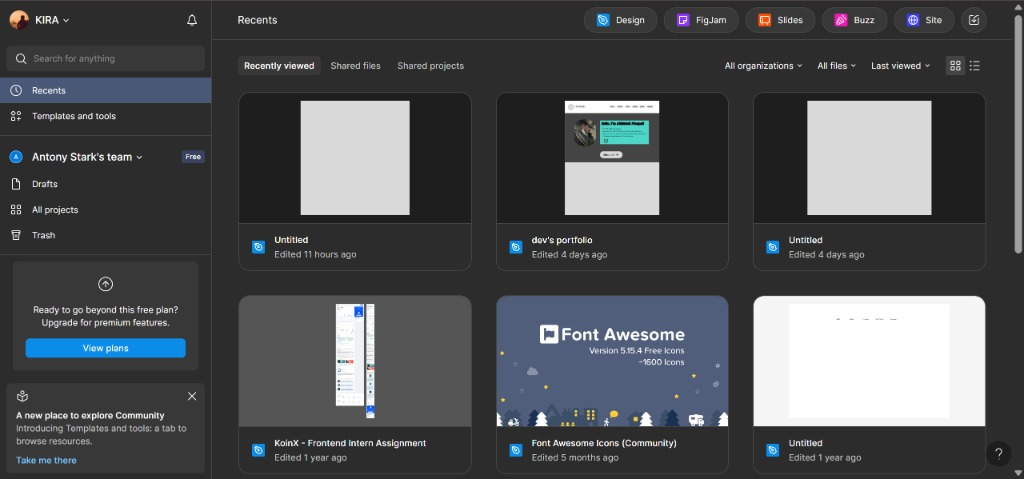 KIRA
Search for anything
Recents
Templates and tools
A
Antony Stark's team
Free
Drafts
All projects
Trash
Ready to go beyond this free plan?
Upgrade for premium features.
View plans
A new place to explore Community
Introducing Templates and tools: a tab to
browse resources.
Take me there
Recents
Design
FigJam
Slides
Buzz
Site
Recently viewed
Shared files
Shared projects
All organizations
All files
Last viewed
Untitled
Edited 11 hours ago
dev's portfolio
Edited 4 days ago
Untitled
Edited 4 days ago
KoinX - Frontend Intern Assignment
Edited 1 year ago
Font Awesome
Version 5.15.4 Free Icons
~1600 Icons
Font Awesome Icons (Community)
Edited 5 months ago
Untitled
Edited 1 year ago
?